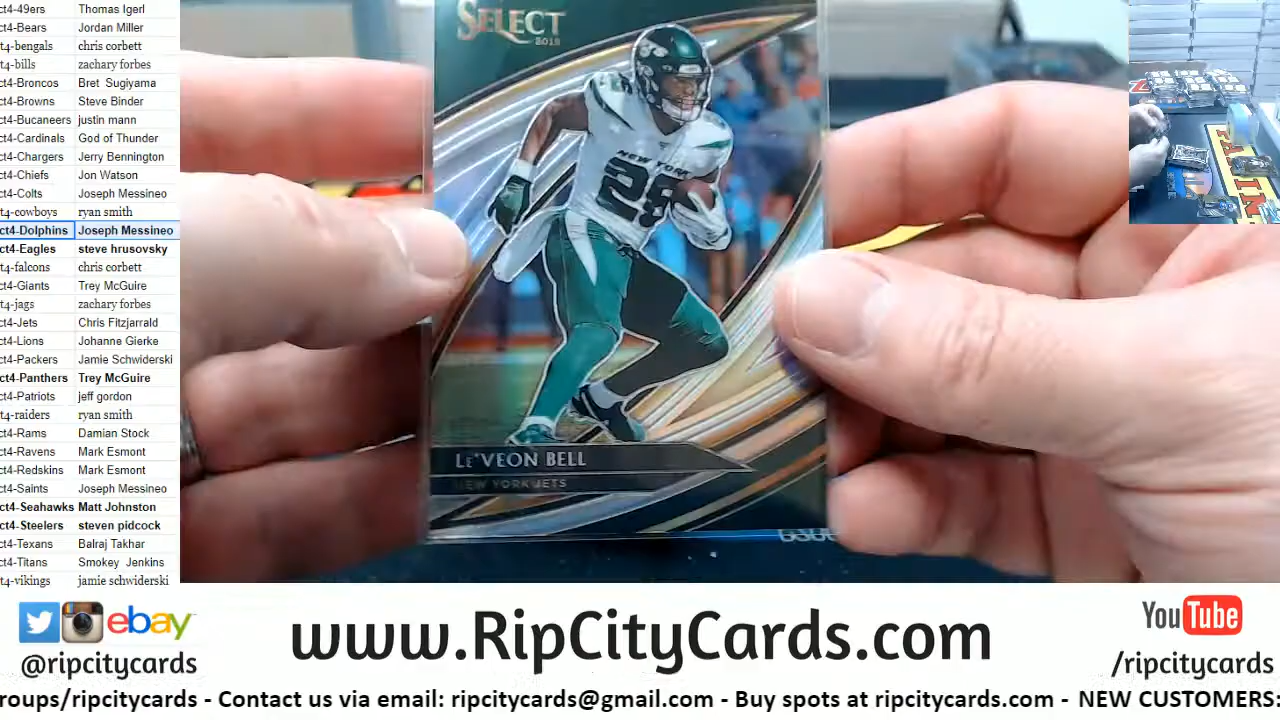 ct4-49ers Thomas Igerl
ct4-Bears Jordan Miller
t4-bengals chris corbett
t4-bills zachary forbes
ct4-Broncos Bret Sugiyama
ct4-Browns Steve Binder
ct4-Bucaneers justin mann
ct4-Cardinals God of Thunder
ct4-Chargers Jerry Bennington
ct4-Chiefs Jon Watson
ct4-Colts Joseph Messineo
t4-cowboys ryan smith
ct4-Dolphins Joseph Messineo
ct4-Eagles steve hrusovsky
ct4-falcons chris corbett
ct4-Giants Trey McGuire
t4-jags zachary forbes
ct4-Jets Chris Fitzjarrald
ct4-Lions Johanne Gierke
ct4-Packers Jamie Schwiderski
ct4-Panthers Trey McGuire
ct4-Patriots jeff gordon
ct4-raiders ryan smith
ct4-Rams Damian Stock
ct4-Ravens Mark Esmont
ct4-Redskins Mark Esmont
ct4-Saints Joseph Messineo
ct4-Seahawks Matt Johnston
ct4-Steelers steven pidcock
ct4-Texans Balraj Takhar
ct4-Titans Smokey Jenkins
t4-vikings jamie schwiderski
SELECT
2019
NEW YORK
26
LE'VEON BELL
NEW YORK JETS
ebay
@ripcitycards
www.RipCityCards.com
YouTube
/ripcitycards
roups/ripcitycards - Contact us via email: ripcitycards@gmail.com - Buy spots at ripcitycards.com - NEW CUSTOMERS: